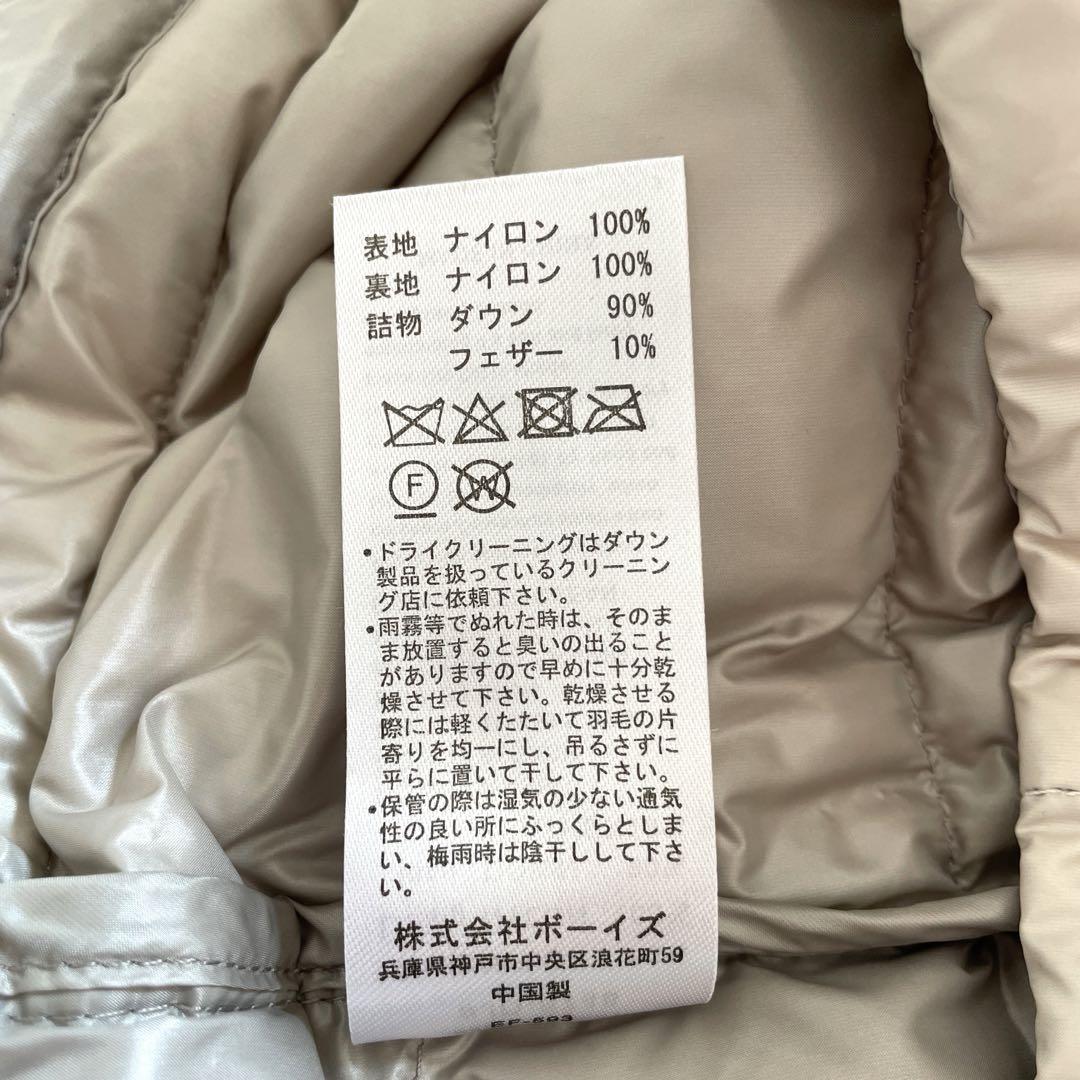 表地 ナイロン 100%
裏地 ナイロン 100%
詰物 ダウン 90%
フェザー 10%
F W
•ドライクリーニングはダウン
製品を扱っているクリーニン
グ店に依頼下さい。
•雨霧等でぬれた時は、そのま
ま放置すると臭いの出ること
がありますので早めに十分乾
燥させて下さい。乾燥させる
際には軽くたたいて羽毛の片
寄りを均一にし、吊るさずに
平らに置いて干して下さい。
•保管の際は湿気の少ない通気
性の良い所にふっくらとしま
い、梅雨時は陰干しして下さ
い。
株式会社ボーイズ
兵庫県神戸市中央区浪花町59
中国製